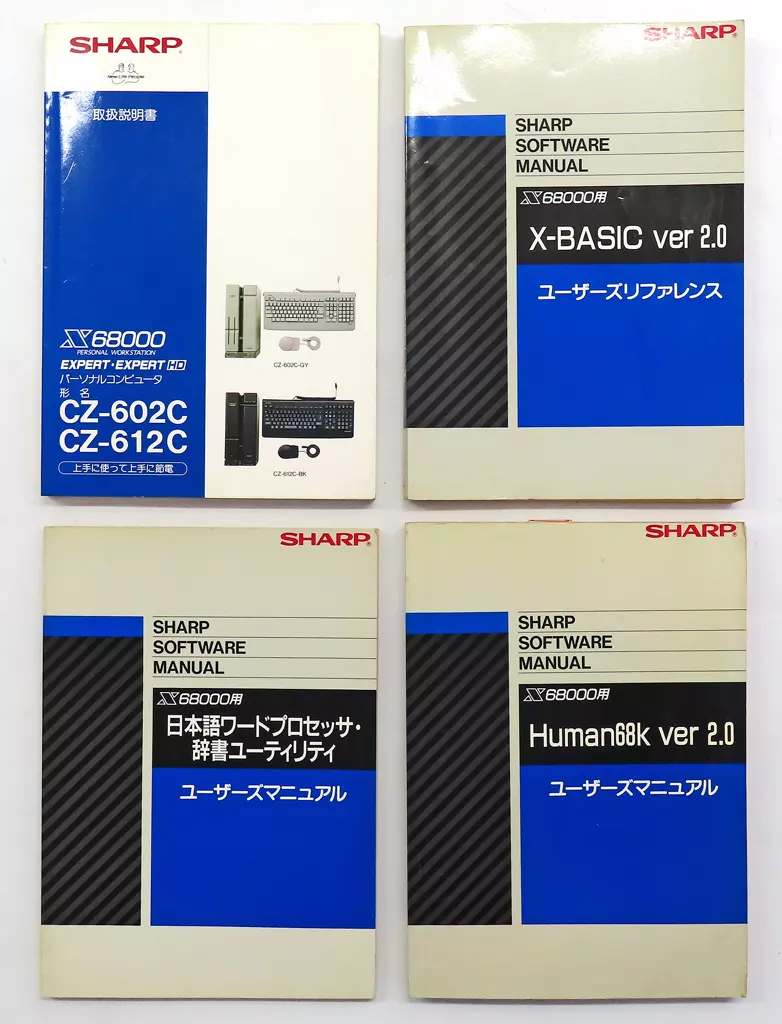 SHARP
New Life People
取扱説明書
X68000
PERSONAL WORKSTATION
EXPERT・EXPERT HD
パーソナルコンピュータ
形名
CZ-602C
CZ-612C
上手に使って上手に節電
CZ-602C-GY
CZ-612C-BK
SHARP
SHARP
SOFTWARE
MANUAL
X68000用
X-BASIC ver 2.0
ユーザーズリファレンス
SHARP
SHARP
SOFTWARE
MANUAL
X68000用
日本語ワードプロセッサ・
辞書ユーティリティ
ユーザーズマニュアル
SHARP
SHARP
SOFTWARE
MANUAL
X68000用
Human68k ver 2.0
ユーザーズマニュアル